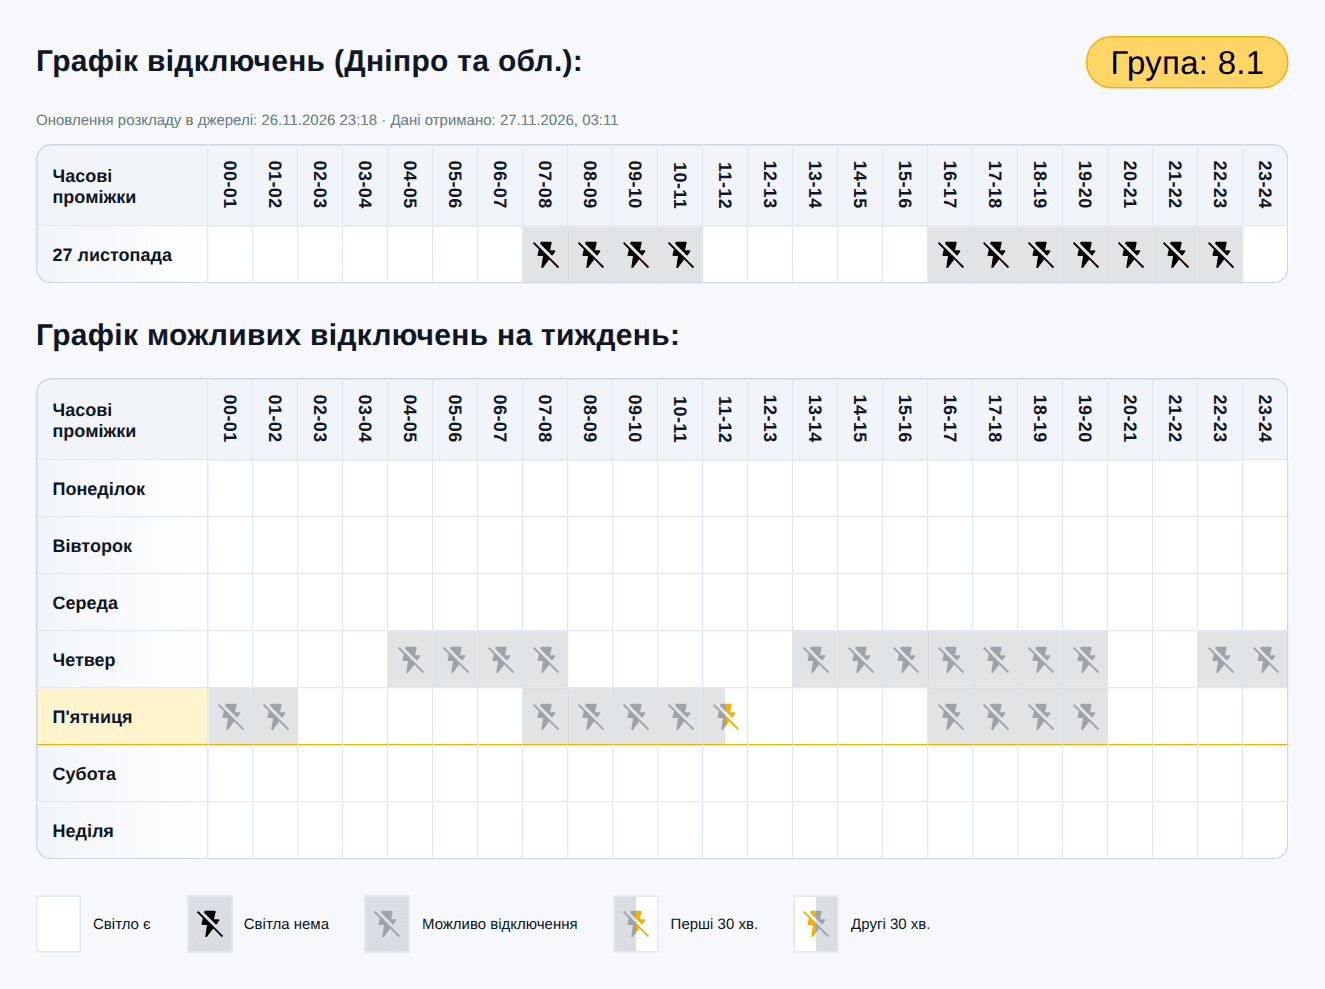 Графік відключень (Дніпро та обл.):
Група: 8.1
Оновлення розкладу в джерелі: 26.11.2026 23:18 · Дані отримано: 27.11.2026, 03:11
Часові
проміжки
00-01 01-02 02-03 03-04 04-05 05-06 06-07 07-08 08-09 09-10 10-11 11-12 12-13 13-14 14-15 15-16 16-17 17-18 18-19 19-20 20-21 21-22 22-23 23-24
27 листопада
Графік можливих відключень на тиждень:
Часові
проміжки
00-01 01-02 02-03 03-04 04-05 05-06 06-07 07-08 08-09 09-10 10-11 11-12 12-13 13-14 14-15 15-16 16-17 17-18 18-19 19-20 20-21 21-22 22-23 23-24
Понеділок
Вівторок
Середа
Четвер
П'ятниця
Субота
Неділя
Світло є
Світла нема
Можливо відключення
Перші 30 хв.
Другі 30 хв.